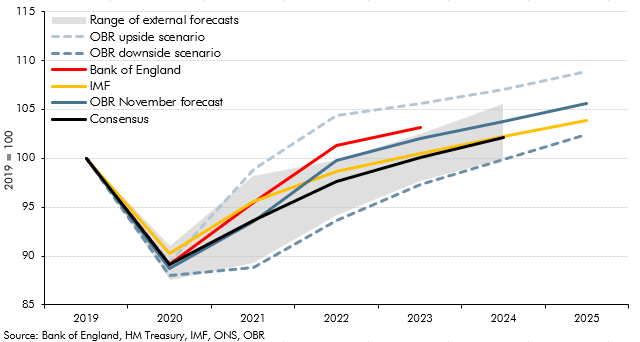 115
110
105
100
95
90
85
2019 = 100
Range of external forecasts
OBR upside scenario
OBR downside scenario
Bank of England
IMF
OBR November forecast
Consensus
2019 2020 2021 2022 2023 2024 2025
Source: Bank of England, HM Treasury, IMF, ONS, OBR